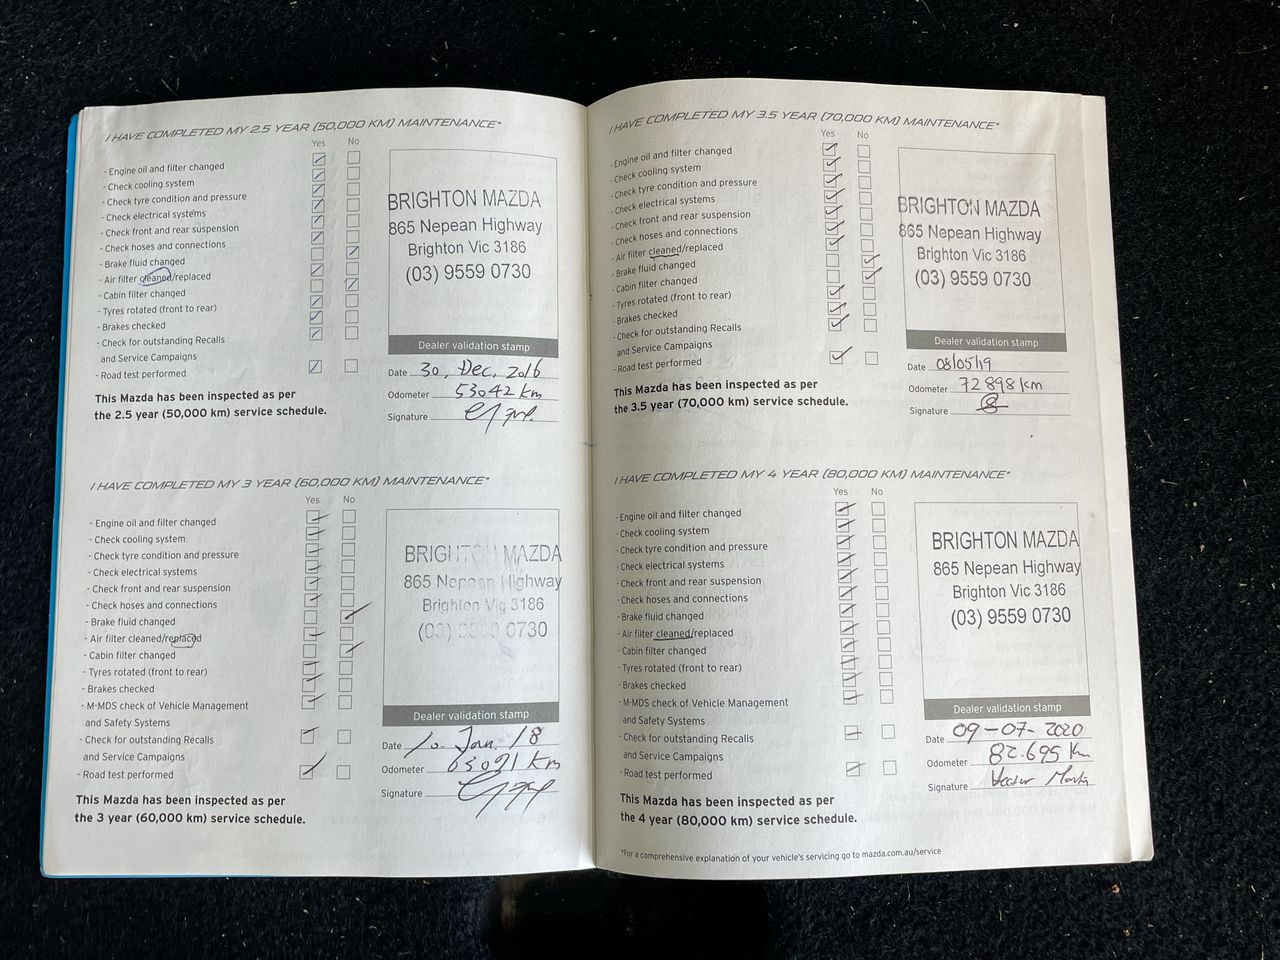 I HAVE COMPLETED MY 2.5 YEAR (50,000 KM) MAINTENANCE*
Yes No
- Engine oil and filter changed
- Check cooling system
- Check tyre condition and pressure
- Check electrical systems
- Check front and rear suspension
- Check hoses and connections
- Brake fluid changed
- Air filter cleaned/replaced
- Cabin filter changed
- Tyres rotated (front to rear)
- Brakes checked
- Check for outstanding Recalls
and Service Campaigns
- Road test performed
This Mazda has been inspected as per
the 2.5 year (50,000 km) service schedule.
BRIGHTON MAZDA
865 Nepean Highway
Brighton Vic 3186
(03) 9559 0730
Dealer validation stamp
Date 30, Dec, 2016
Odometer 53042 km
Signature
I HAVE COMPLETED MY 3 YEAR (60,000 KM) MAINTENANCE*
Yes No
- Engine oil and filter changed
- Check cooling system
- Check tyre condition and pressure
- Check electrical systems
- Check front and rear suspension
- Check hoses and connections
- Brake fluid changed
- Air filter cleaned/replaced
- Cabin filter changed
- Tyres rotated (front to rear)
- Brakes checked
- M-MDS check of Vehicle Management
and Safety Systems
- Check for outstanding Recalls
and Service Campaigns
- Road test performed
This Mazda has been inspected as per
the 3 year (60,000 km) service schedule.
BRIGHTON MAZDA
865 Nepean Highway
Brighton Vic 3186
(03) 9559 0730
Dealer validation stamp
Date 10. Jan. 18
Odometer 63091 km
Signature
I HAVE COMPLETED MY 3.5 YEAR (70,000 KM) MAINTENANCE*
Yes No
- Engine oil and filter changed
- Check cooling system
- Check tyre condition and pressure
- Check electrical systems
- Check front and rear suspension
- Check hoses and connections
- Air filter cleaned/replaced
- Brake fluid changed
- Cabin filter changed
- Tyres rotated (front to rear)
- Brakes checked
- Check for outstanding Recalls
and Service Campaigns
- Road test performed
This Mazda has been inspected as per
the 3.5 year (70,000 km) service schedule.
BRIGHTON MAZDA
865 Nepean Highway
Brighton Vic 3186
(03) 9559 0730
Dealer validation stamp
Date 08/05/19
Odometer 72898 km
Signature
I HAVE COMPLETED MY 4 YEAR (80,000 KM) MAINTENANCE*
Yes No
- Engine oil and filter changed
- Check cooling system
- Check tyre condition and pressure
- Check electrical systems
- Check front and rear suspension
- Check hoses and connections
- Brake fluid changed
- Air filter cleaned/replaced
- Cabin filter changed
- Tyres rotated (front to rear)
- Brakes checked
- M-MDS check of Vehicle Management
and Safety Systems
- Check for outstanding Recalls
and Service Campaigns
- Road test performed
This Mazda has been inspected as per
the 4 year (80,000 km) service schedule.
BRIGHTON MAZDA
865 Nepean Highway
Brighton Vic 3186
(03) 9559 0730
Dealer validation stamp
Date 09-07-2020
Odometer 82.695 Km
Signature
*For a comprehensive explanation of your vehicle's servicing go to mazda.com.au/service